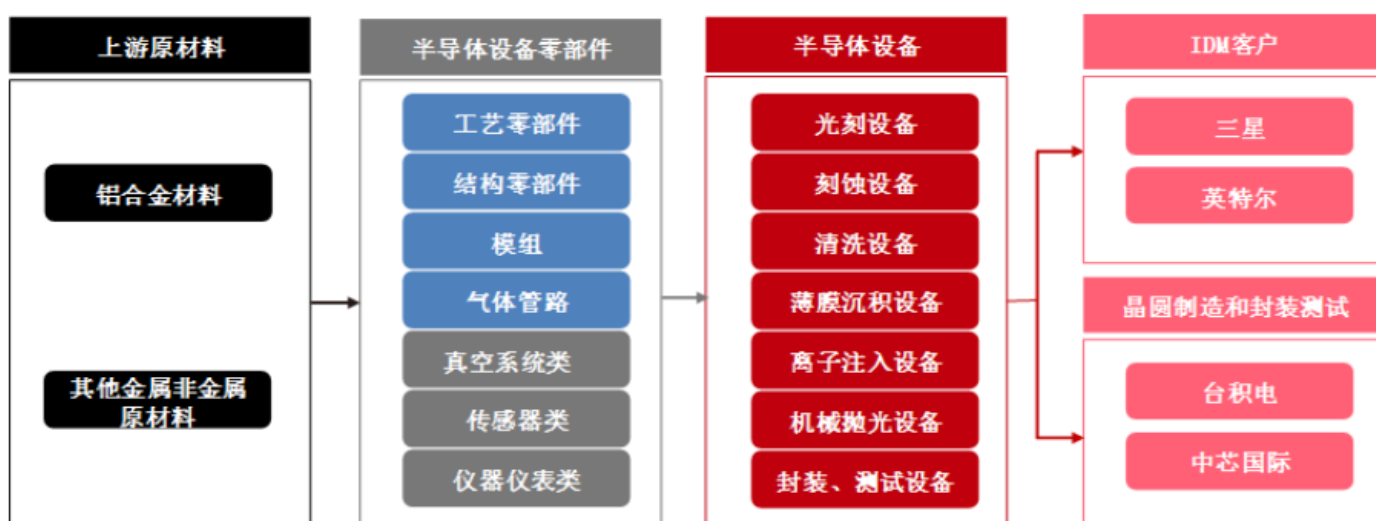 上游原材料
铝合金材料
其他金属非金属
原材料
半导体设备零部件
工艺零部件
结构零部件
模组
气体管路
真空系统类
传感器类
仪器仪表类
半导体设备
光刻设备
刻蚀设备
清洗设备
薄膜沉积设备
离子注入设备
机械抛光设备
封装、测试设备
IDM客户
三星
英特尔
晶圆制造和封装测试
台积电
中芯国际